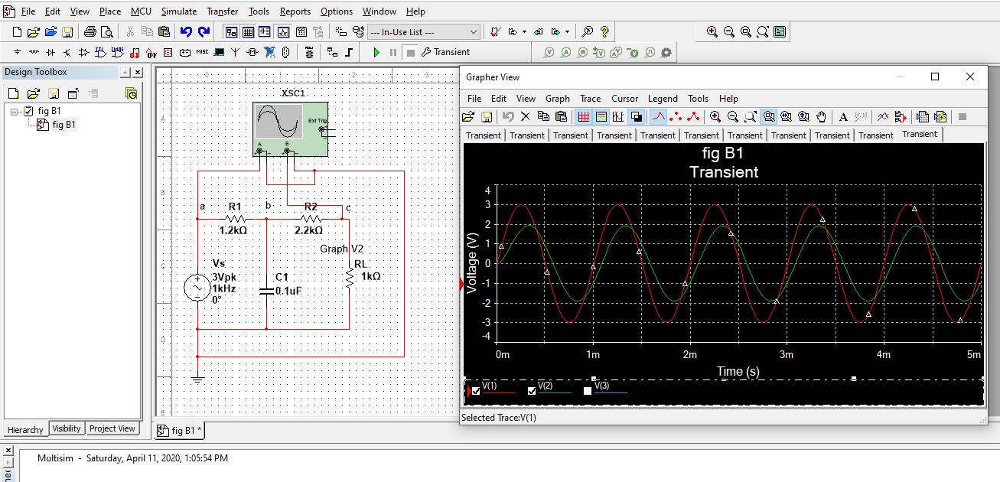 File Edit View Place MCU Simulate Transfer Tools Reports Options Window Help
--- In-Use List ---
MISC
Transient
Design Toolbox
fig B1
fig B1
Hierarchy Visibility Project View
0 1 2 3
A
B
C
D
E
XSC1
Ext Trig
A B
a R1 b R2 c
1.2kΩ 2.2kΩ
Graph V2
Vs
3Vpk
1kHz
0°
C1
0.1uF
RL
1kΩ
fig B1 *
Grapher View
File Edit View Graph Trace Cursor Legend Tools Help
Transient Transient Transient Transient Transient Transient Transient Transient Transient Transient Transient
fig B1
Transient
Voltage (V)
4
3
2
1
0
-1
-2
-3
-4
0m 1m 2m 3m 4m 5m
Time (s)
V(1) V(2) V(3)
Selected Trace:V(1)
Multisim - Saturday, April 11, 2020, 1:05:54 PM